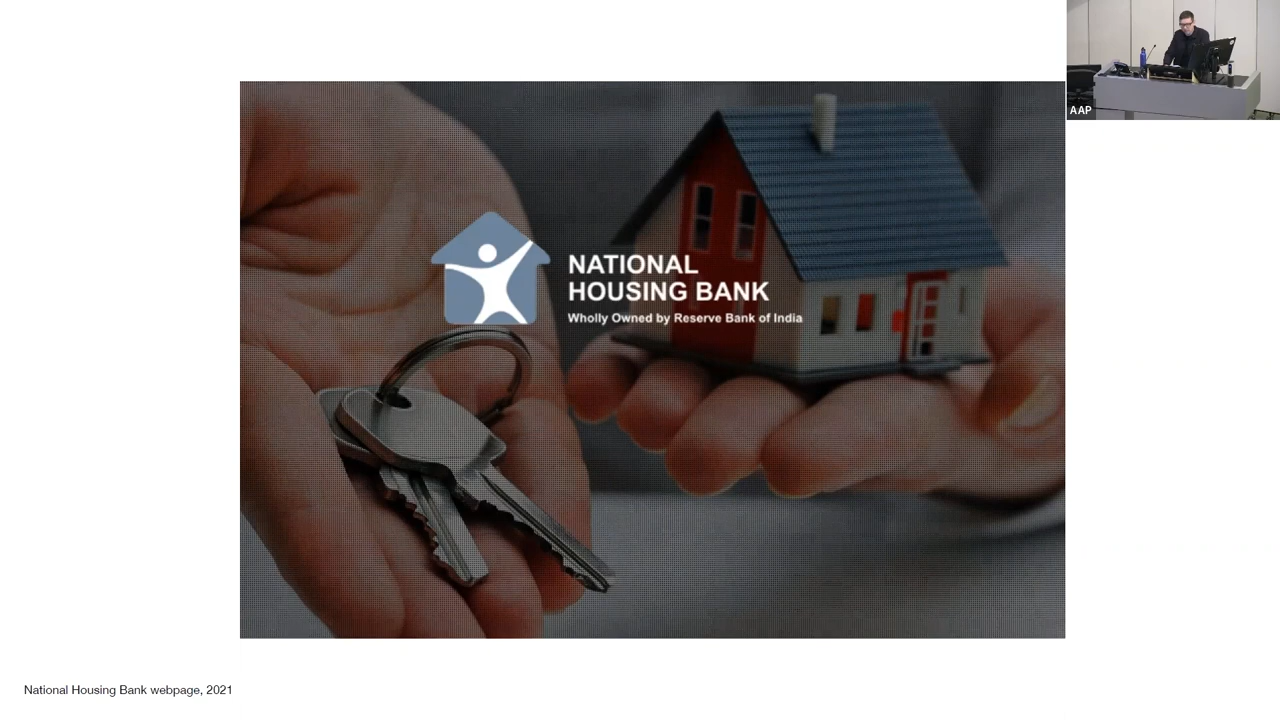 AAP
NATIONAL
HOUSING BANK
Wholly Owned by Reserve Bank of India
National Housing Bank webpage, 2021